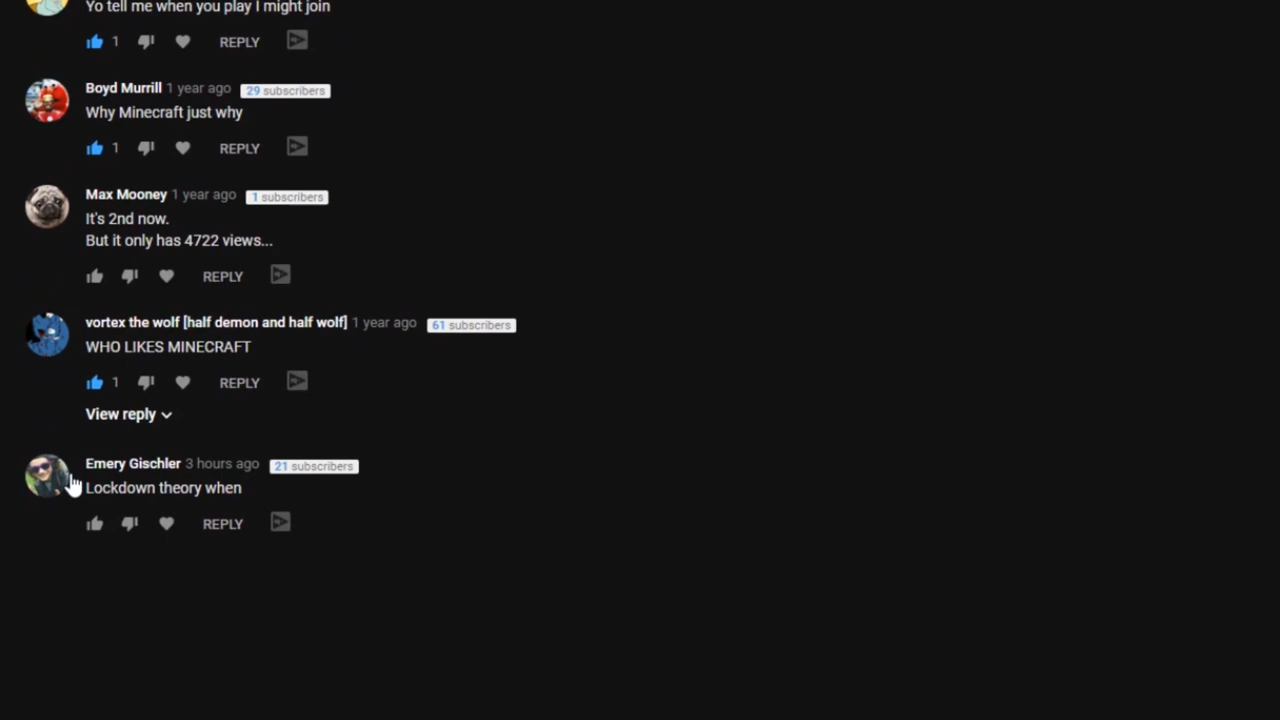 Yo tell me when you play I might join
1 REPLY
Boyd Murrill 1 year ago 29 subscribers
Why Minecraft just why
1 REPLY
Max Mooney 1 year ago 1 subscribers
It's 2nd now.
But it only has 4722 views...
REPLY
vortex the wolf [half demon and half wolf] 1 year ago 61 subscribers
WHO LIKES MINECRAFT
1 REPLY
View reply
Emery Gischler 3 hours ago 21 subscribers
Lockdown theory when
REPLY